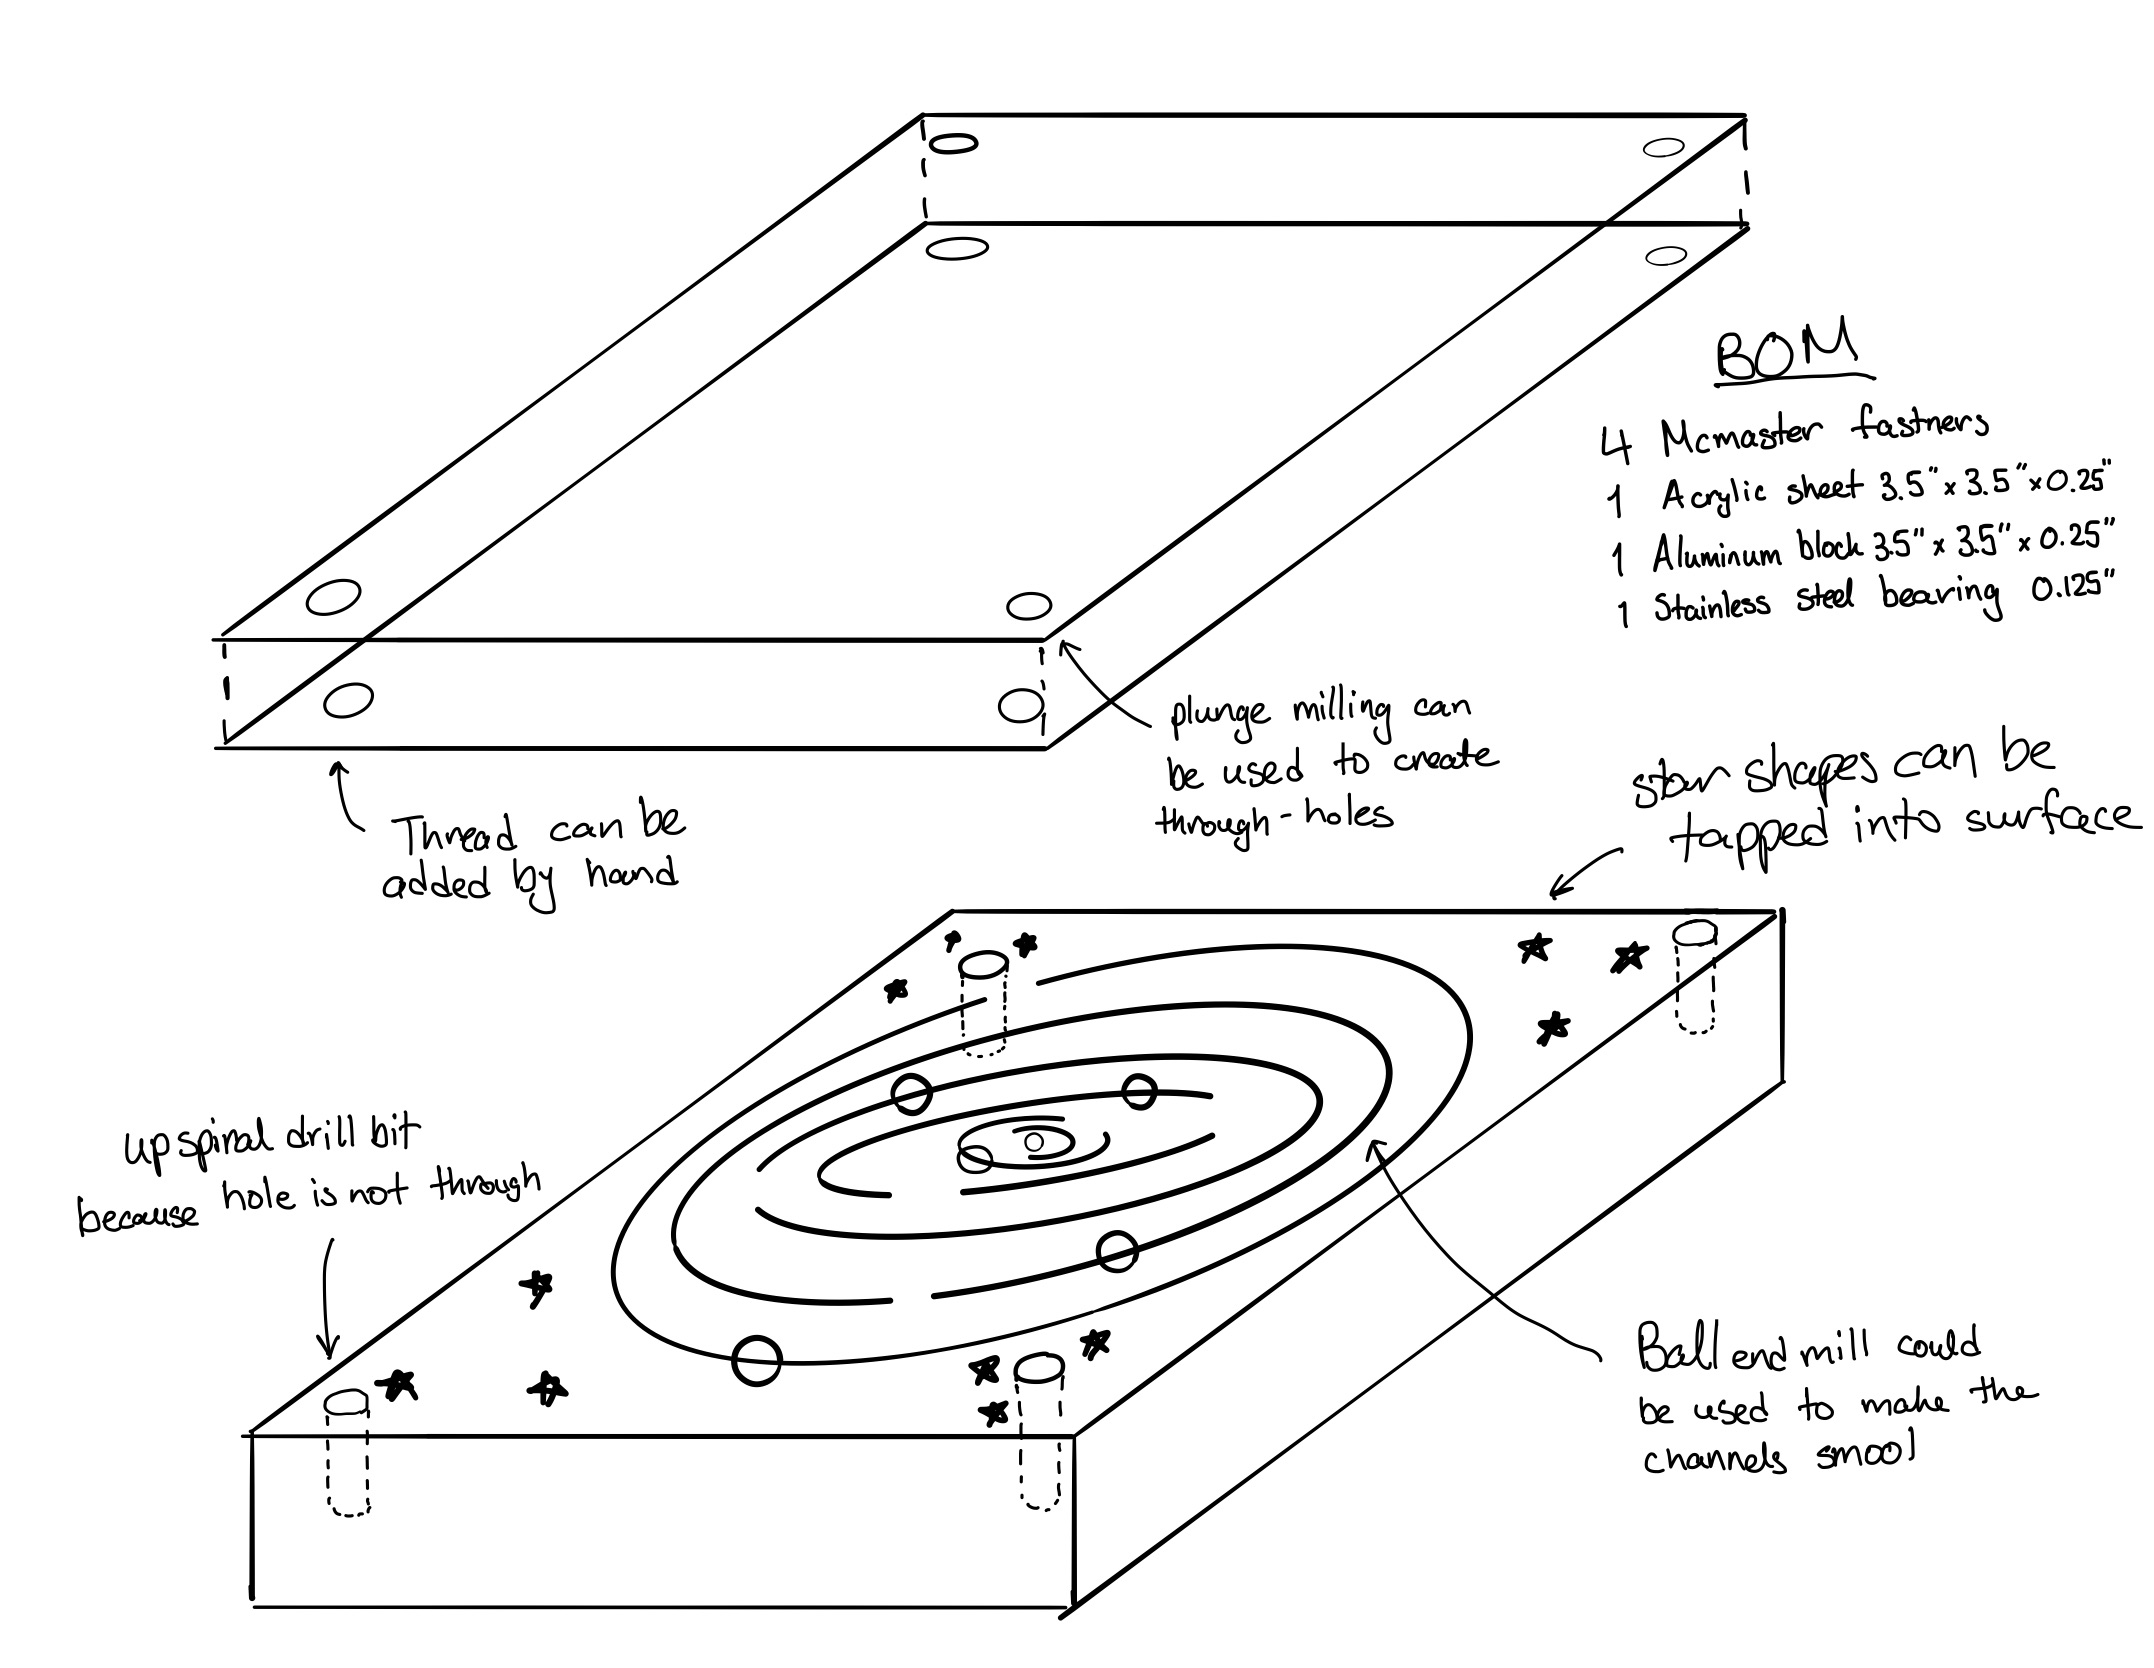 BOM
4 Mcmaster fastners
1 Acrylic sheet 3.5" x 3.5" x 0.25"
1 Aluminum block 3.5" x 3.5" x 0.25"
1 Stainless steel bearing 0.125"
plunge milling can
be used to create
through-holes
Thread can be
added by hand
star shapes can be
tapped into surface
upspiral drill bit
because hole is not through
Ball end mill could
be used to make the
channels smool